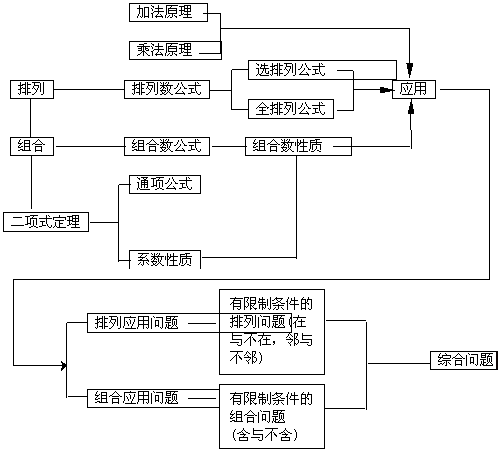 加法原理
乘法原理
排列
排列数公式
选排列公式
全排列公式
应用
组合
组合数公式
组合数性质
通项公式
二项式定理
系数性质
排列应用问题
有限制条件的
排列问题(在
与不在，邻与
不邻)
综合问题
组合应用问题
有限制条件的
组合问题
(含与不含)